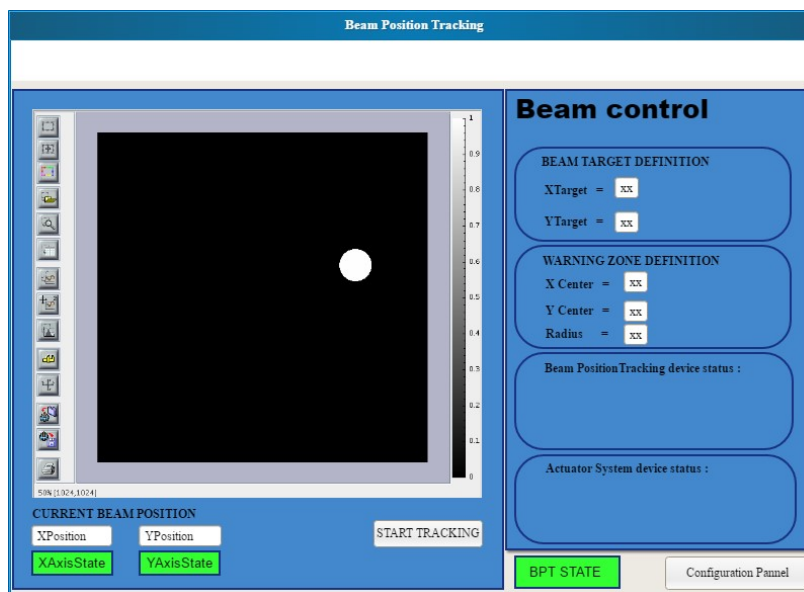 Beam Position Tracking
1
0.9
0.8
0.7
0.6
0.5
0.4
0.3
0.2
0.1
0
50% [1024,1024]
CURRENT BEAM POSITION
XPosition YPosition START TRACKING
XAxisState YAxisState
Beam control
BEAM TARGET DEFINITION
XTarget = xx
YTarget = xx
WARNING ZONE DEFINITION
X Center = xx
Y Center = xx
Radius = xx
Beam PositionTracking device status :
Actuator System device status :
BPT STATE Configuration Pannel